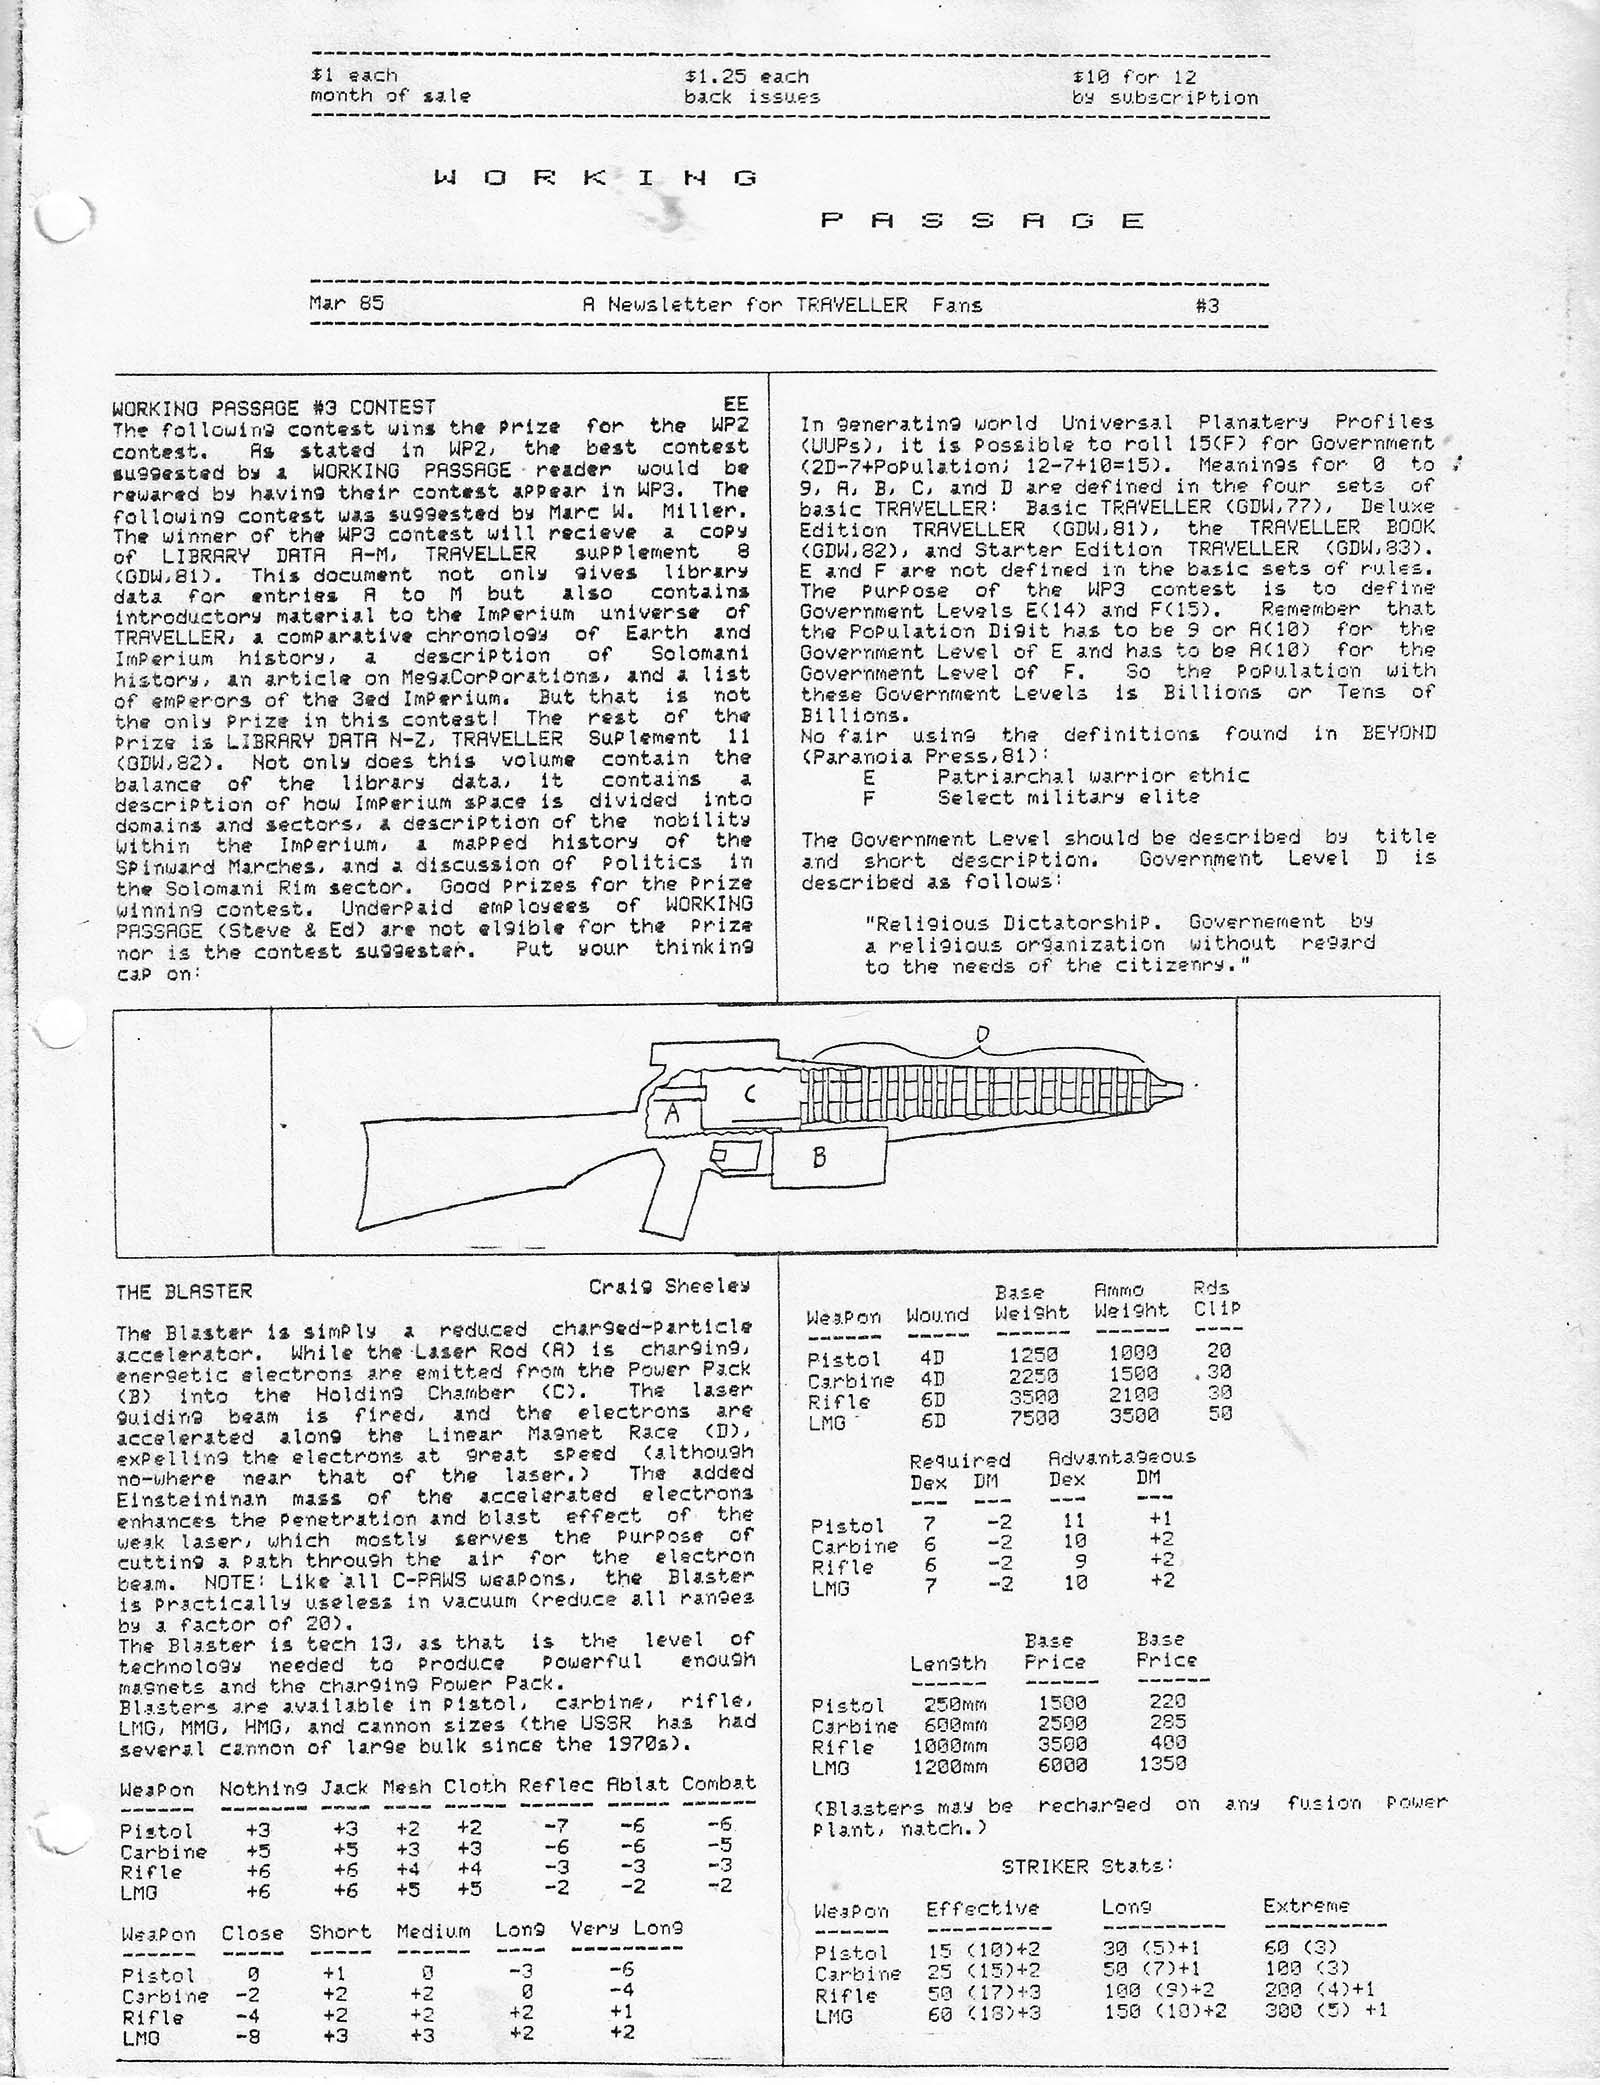 $1 each $1.25 each $10 for 12
month of sale back issues by subscription
WORKING
PASSAGE
Mar 85 A Newsletter for TRAVELLER Fans #3
WORKING PASSAGE #3 CONTEST EE
The following contest wins the prize for the WP2
contest. As stated in WP2, the best contest
suggested by a WORKING PASSAGE reader would be
rewared by having their contest appear in WP3. The
following contest was suggested by Marc W. Miller.
The winner of the WP3 contest will recieve a copy
of LIBRARY DATA A-M, TRAVELLER supplement 8
(GDW,81). This document not only gives library
data for entries A to M but also contains
introductory material to the Imperium universe of
TRAVELLER, a comparative chronology of Earth and
Imperium history, a description of Solomani
history, an article on MegaCorporations, and a list
of emperors of the 3ed Imperium. But that is not
the only prize in this contest! The rest of the
prize is LIBRARY DATA N-Z, TRAVELLER Suplement 11
(GDW,82). Not only does this volume contain the
balance of the library data, it contains a
description of how Imperium space is divided into
domains and sectors, a description of the nobility
within the Imperium, a mapped history of the
Spinward Marches, and a discussion of politics in
the Solomani Rim sector. Good prizes for the prize
winning contest. Underpaid employees of WORKING
PASSAGE (Steve & Ed) are not elgible for the prize
nor is the contest suggester. Put your thinking
cap on:
In generating world Universal Planatery Profiles
(UUPs), it is possible to roll 15(F) for Government
(2D-7+Population; 12-7+10=15). Meanings for 0 to
9, A, B, C, and D are defined in the four sets of
basic TRAVELLER: Basic TRAVELLER (GDW,77), Deluxe
Edition TRAVELLER (GDW,81), the TRAVELLER BOOK
(GDW,82), and Starter Edition TRAVELLER (GDW,83).
E and F are not defined in the basic sets of rules.
The purpose of the WP3 contest is to define
Government Levels E(14) and F(15). Remember that
the Population Digit has to be 9 or A(10) for the
Government Level of E and has to be A(10) for the
Government Level of F. So the population with
these Government Levels is Billions or Tens of
Billions.
No fair using the definitions found in BEYOND
(Paranoia Press,81):
E Patriarchal warrior ethic
F Select military elite
The Government Level should be described by title
and short description. Government Level D is
described as follows:
"Religious Dictatorship. Governement by
a religious organization without regard
to the needs of the citizenry."
D
C
A
B
THE BLASTER Craig Sheeley
The Blaster is simply a reduced charged-particle
accelerator. While the Laser Rod (A) is charging,
energetic electrons are emitted from the Power Pack
(B) into the Holding Chamber (C). The laser
guiding beam is fired, and the electrons are
accelerated along the Linear Magnet Race (D),
expelling the electrons at great speed (although
no-where near that of the laser.) The added
Einsteininan mass of the accelerated electrons
enhances the penetration and blast effect of the
weak laser, which mostly serves the purpose of
cutting a path through the air for the electron
beam. NOTE: Like all C-PAWS weapons, the Blaster
is practically useless in vacuum (reduce all ranges
by a factor of 20).
The Blaster is tech 13, as that is the level of
technology needed to produce powerful enough
magnets and the charging Power Pack.
Blasters are available in pistol, carbine, rifle,
LMG, MMG, HMG, and cannon sizes (the USSR has had
several cannon of large bulk since the 1970s).
Weapon Nothing Jack Mesh Cloth Reflec Ablat Combat
Pistol +3 +3 +2 +2 -7 -6 -6
Carbine +5 +5 +3 +3 -6 -6 -5
Rifle +6 +6 +4 +4 -3 -3 -3
LMG +6 +6 +5 +5 -2 -2 -2
Weapon Close Short Medium Long Very Long
Pistol 0 +1 0 -3 -6
Carbine -2 +2 +2 0 -4
Rifle -4 +2 +2 +2 +1
LMG -8 +3 +3 +2 +2
Base Ammo Rds
Weapon Wound Weight Weight Clip
Pistol 4D 1250 1000 20
Carbine 4D 2250 1500 30
Rifle 6D 3500 2100 30
LMG 6D 7500 3500 50
Required Advantageous
Dex DM Dex DM
Pistol 7 -2 11 +1
Carbine 6 -2 10 +2
Rifle 6 -2 9 +2
LMG 7 -2 10 +2
Base Base
Length Price Price
Pistol 250mm 1500 220
Carbine 600mm 2500 285
Rifle 1000mm 3500 400
LMG 1200mm 6000 1350
(Blasters may be recharged on any fusion power
plant, natch.)
STRIKER Stats:
Weapon Effective Long Extreme
Pistol 15 (10)+2 30 (5)+1 60 (3)
Carbine 25 (15)+2 50 (7)+1 100 (3)
Rifle 50 (17)+3 100 (9)+2 200 (4)+1
LMG 60 (18)+3 150 (10)+2 300 (5) +1